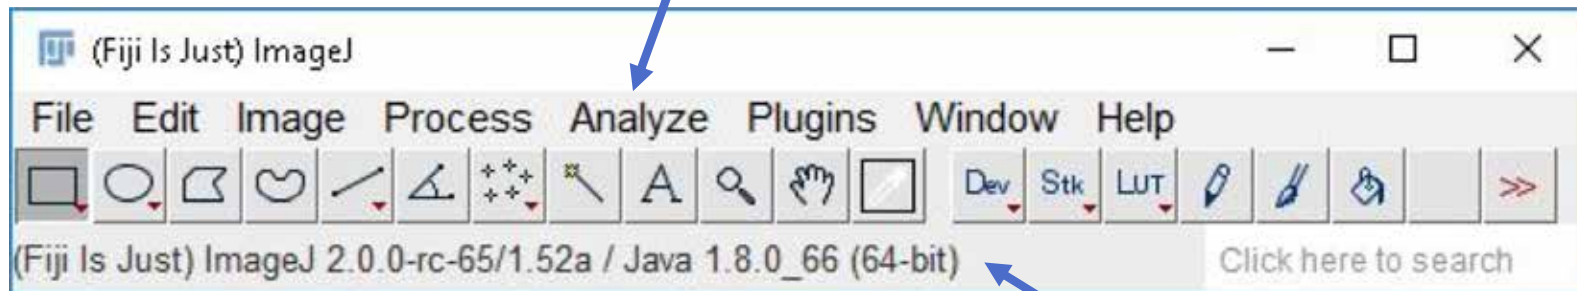 (Fiji Is Just) ImageJ
File Edit Image Process Analyze Plugins Window Help
A Dev Stk LUT >>
(Fiji Is Just) ImageJ 2.0.0-rc-65/1.52a / Java 1.8.0_66 (64-bit) Click here to search